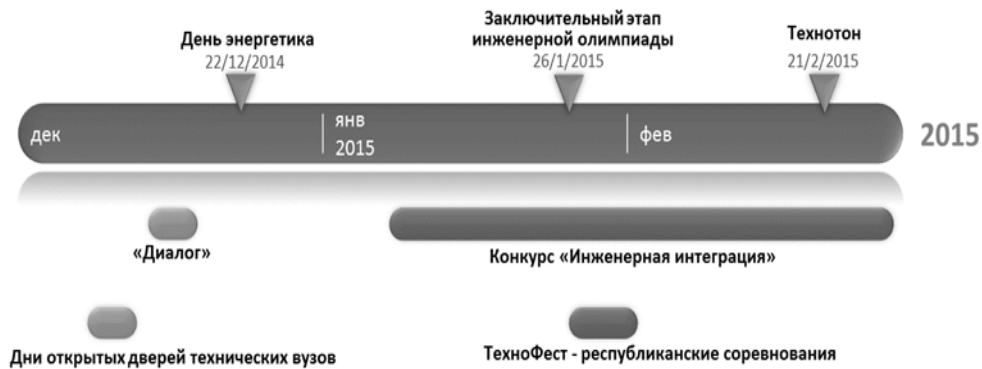 День энергетика
22/12/2014
Заключительный этап
инженерной олимпиады
26/1/2015
Технотон
21/2/2015
дек
янв
2015
фев
2015
«Диалог»
Конкурс «Инженерная интеграция»
Дни открытых дверей технических вузов
ТехноФест - республиканские соревнования